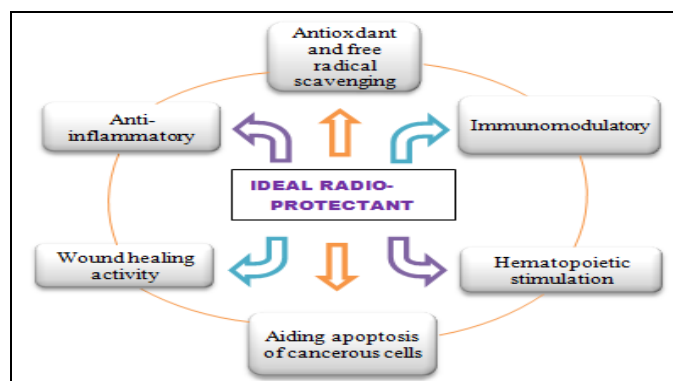 Antioxdant
and free
radical
scavenging
Anti-
inflammatory
Immunomodulatory
IDEAL RADIO-
PROTECTANT
Wound healing
activity
Hematopoietic
stimulation
Aiding apoptosis
of cancerous cells